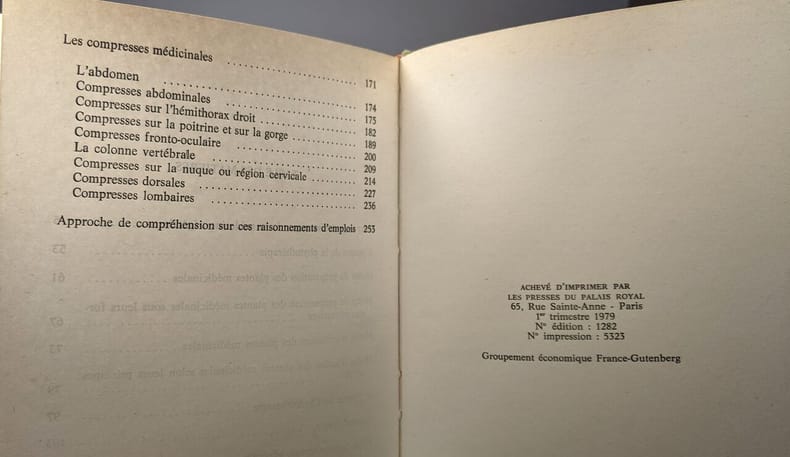 Les compresses médicinales .......... 171
L'abdomen .......... 174
Compresses abdominales .......... 175
Compresses sur l'hémithorax droit .......... 182
Compresses sur la poitrine et sur la gorge .......... 189
Compresses fronto-oculaire .......... 200
La colonne vertébrale .......... 209
Compresses sur la nuque ou région cervicale .......... 214
Compresses dorsales .......... 227
Compresses lombaires .......... 236
Approche de compréhension sur ces raisonnements d'emplois 253
ACHEVÉ D'IMPRIMER PAR
LES PRESSES DU PALAIS ROYAL
65, Rue Sainte-Anne - Paris
1er trimestre 1979
N° édition : 1282
N° impression : 5323
Groupement économique France-Gutenberg